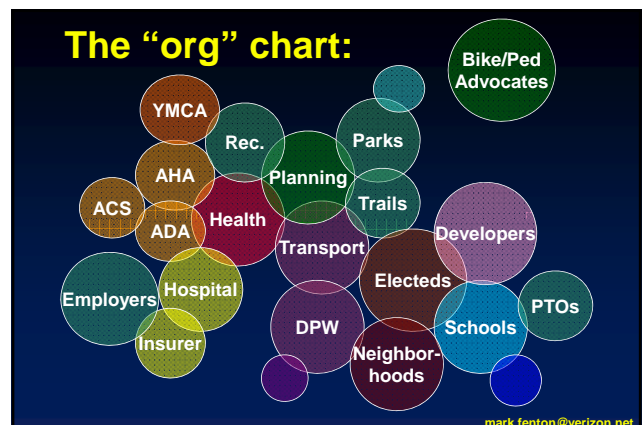 The “org” chart:
Bike/Ped
Advocates
YMCA
Rec.
Parks
AHA
Planning
ACS
ADA
Health
Trails
Transport
Developers
Electeds
Employers
Hospital
PTOs
DPW
Schools
Insurer
Neighbor-
hoods
mark.fenton@verizon.net